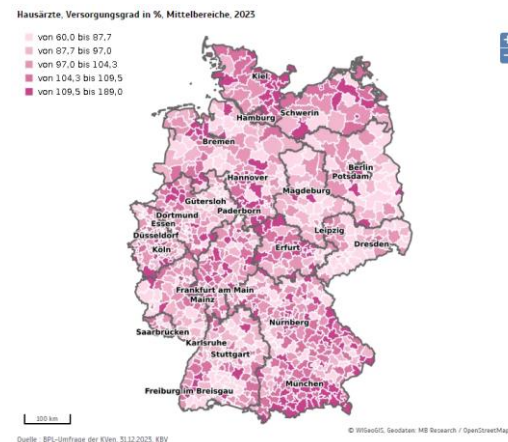 Hausärzte, Versorgungsgrad in %, Mittelbereiche, 2023
von 60,0 bis 87,7
von 87,7 bis 97,0
von 97,0 bis 104,3
von 104,3 bis 109,5
von 109,5 bis 189,0
+
-
Kiel
Schwerin
Hamburg
Bremen
Berlin
Potsdam
Hannover
Magdeburg
Gütersloh
Paderborn
Dortmund
Essen
Düsseldorf
Leipzig
Dresden
Köln
Erfurt
Frankfurt am Main
Mainz
Nürnberg
Saarbrücken
Karlsruhe
Stuttgart
München
Freiburg im Breisgau
100 km
© WIGeoGIS, Geodaten: MB Research / OpenStreetMap
Quelle : BPL-Umfrage der KVen, 31.12.2023, KBV